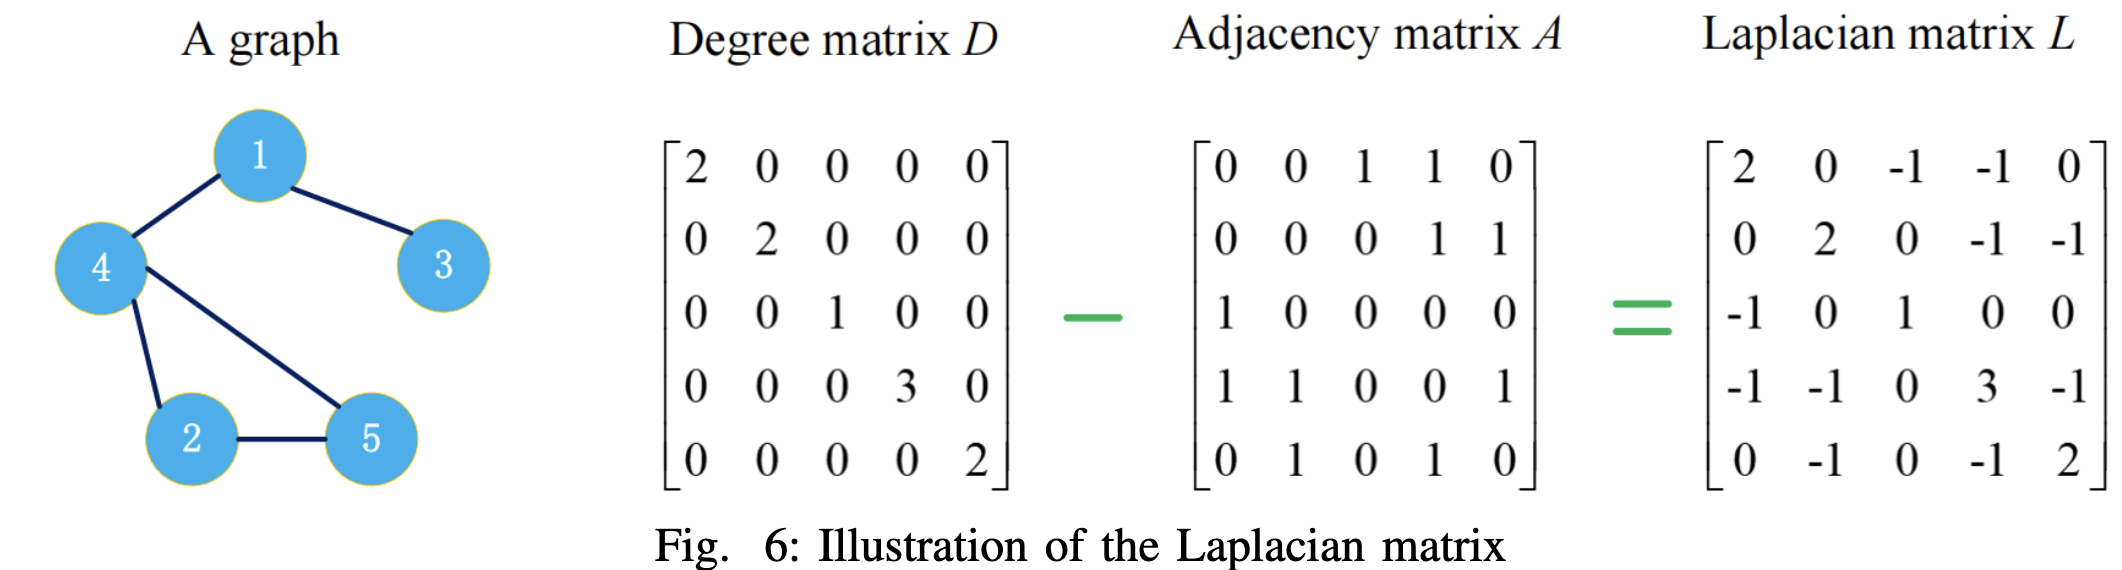 A graph
Degree matrix D
Adjacency matrix A
Laplacian matrix L
1
4
3
2
5
2 0 0 0 0
0 2 0 0 0
0 0 1 0 0
0 0 0 3 0
0 0 0 0 2
−
0 0 1 1 0
0 0 0 1 1
1 0 0 0 0
1 1 0 0 1
0 1 0 1 0
=
2 0 -1 -1 0
0 2 0 -1 -1
-1 0 1 0 0
-1 -1 0 3 -1
0 -1 0 -1 2
Fig. 6: Illustration of the Laplacian matrix